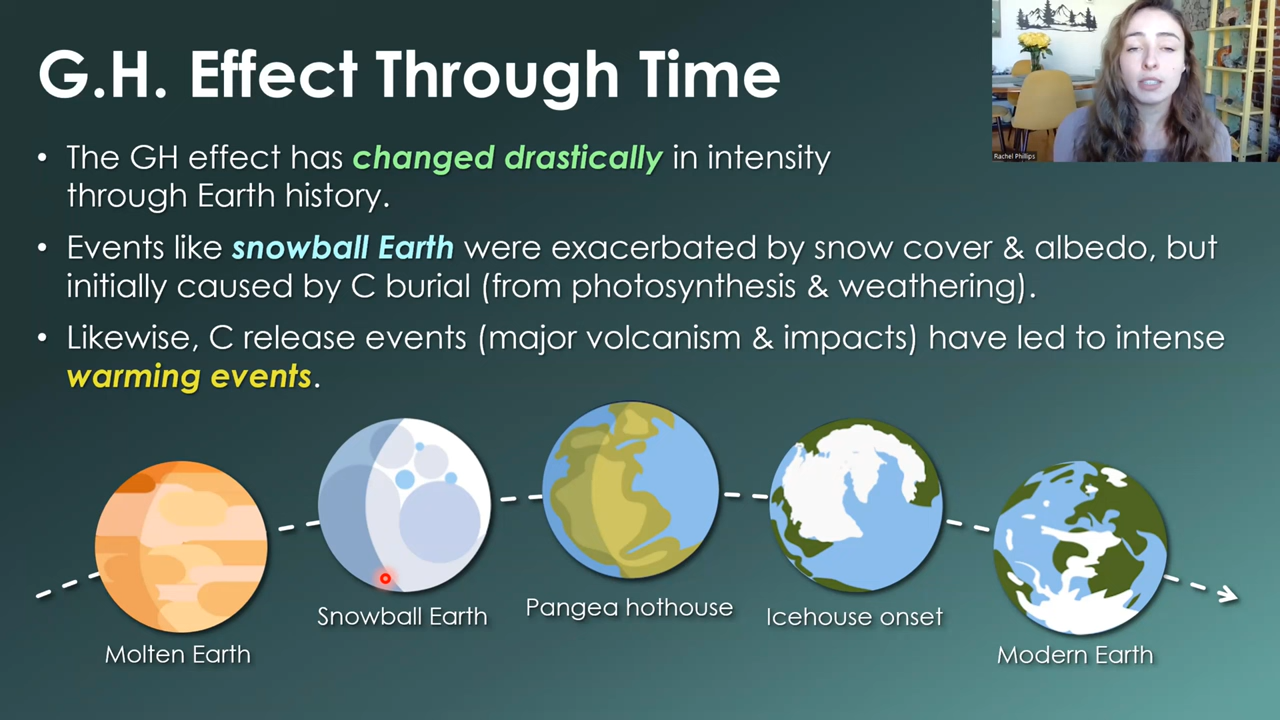 G.H. Effect Through Time
Rachel Phillips
• The GH effect has changed drastically in intensity
through Earth history.
• Events like snowball Earth were exacerbated by snow cover & albedo, but
initially caused by C burial (from photosynthesis & weathering).
• Likewise, C release events (major volcanism & impacts) have led to intense
warming events.
Molten Earth
Snowball Earth
Pangea hothouse
Icehouse onset
Modern Earth